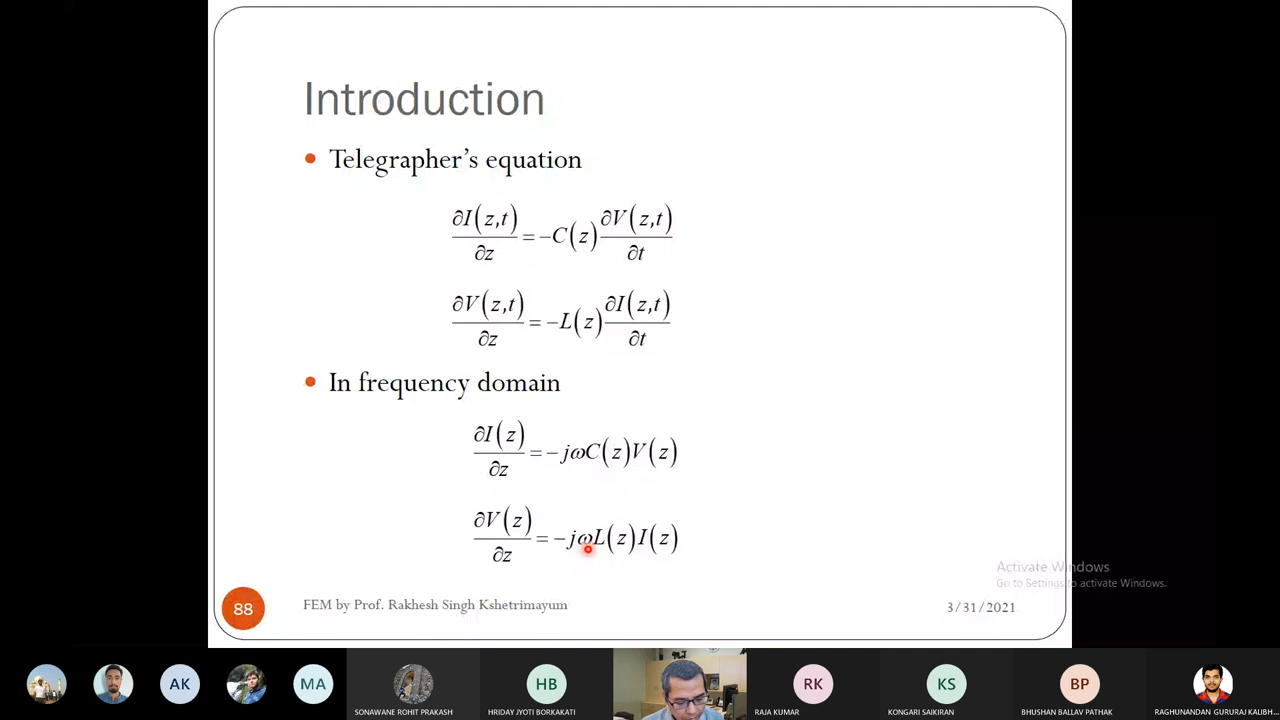 Introduction
• Telegrapher's equation
∂I(z,t)/∂z = −C(z) ∂V(z,t)/∂t
∂V(z,t)/∂z = −L(z) ∂I(z,t)/∂t
• In frequency domain
∂I(z)/∂z = −jωC(z)V(z)
∂V(z)/∂z = −jωL(z)I(z)
Activate Windows
Go to Settings to activate Windows.
88
FEM by Prof. Rakhesh Singh Kshetrimayum
3/31/2021
AK
MA
HB
RK
KS
BP
SONAWANE ROHIT PRAKASH
HRIDAY JYOTI BORKAKATI
RAJA KUMAR
KONGARI SAIKIRAN
BHUSHAN BALLAV PATHAK
RAGHUNANDAN GURURAJ KALIBH...